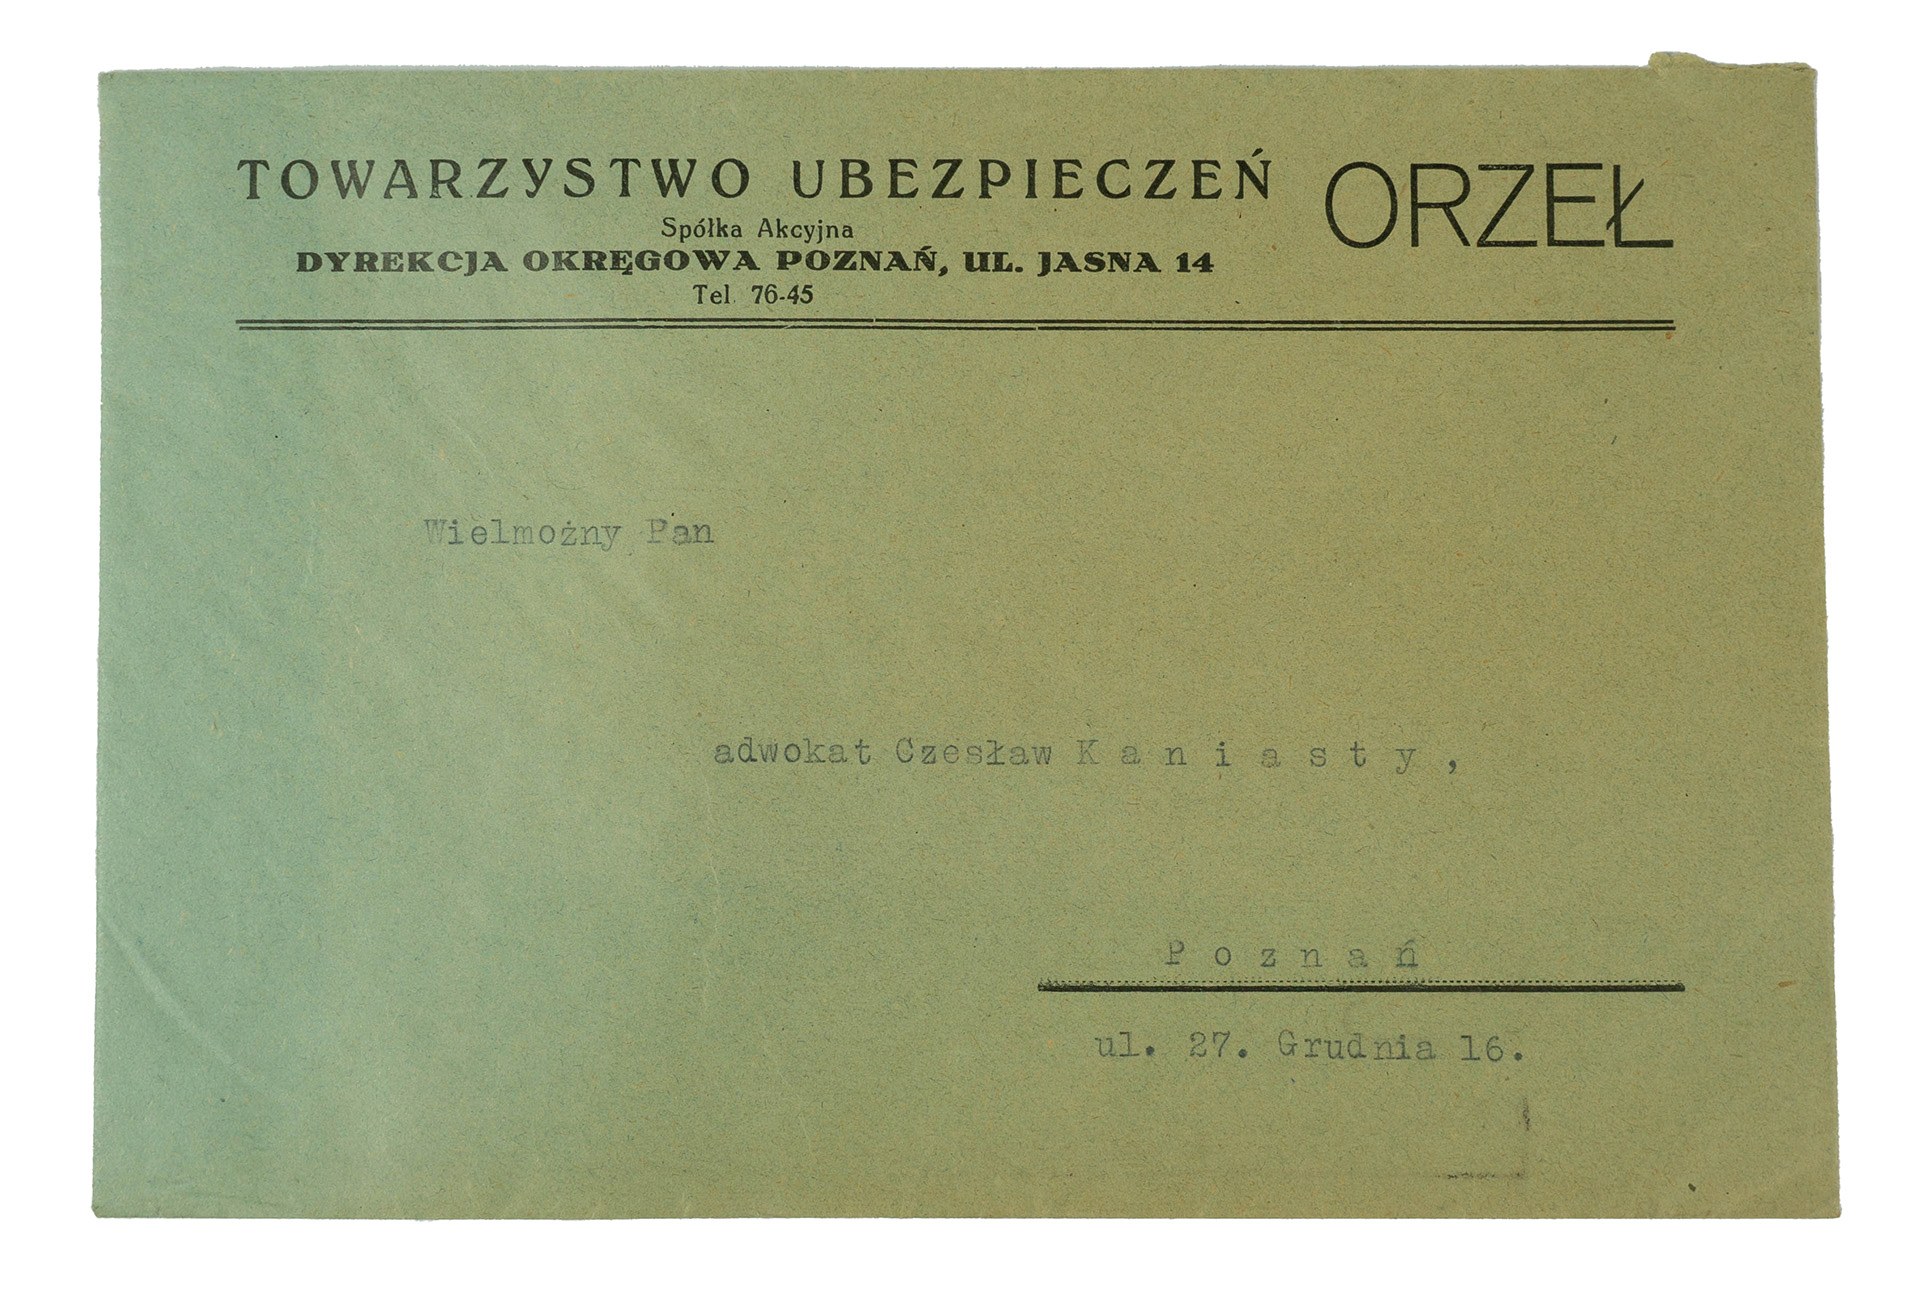 TOWARZYSTWO UBEZPIECZEŃ ORZEŁ
Spółka Akcyjna
DYREKCJA OKRĘGOWA POZNAŃ, UL. JASNA 14
Tel. 76-45
Wielmożny Pan
adwokat Czesław K a n i a s t y ,
P o z n a ń
ul. 27. Grudnia 16.